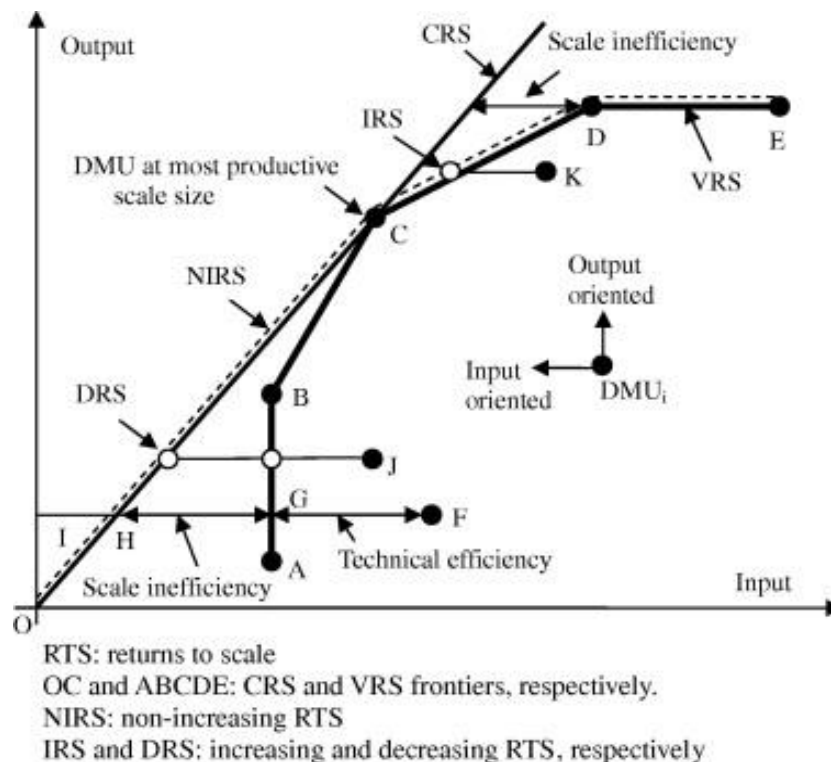 Output
CRS
Scale inefficiency
IRS
D
E
DMU at most productive
scale size
K
VRS
C
NIRS
Output
oriented
Input
oriented
DMUi
B
DRS
J
G
F
I
H
A
Technical efficiency
Scale inefficiency
Input
O
RTS: returns to scale
OC and ABCDE: CRS and VRS frontiers, respectively.
NIRS: non-increasing RTS
IRS and DRS: increasing and decreasing RTS, respectively